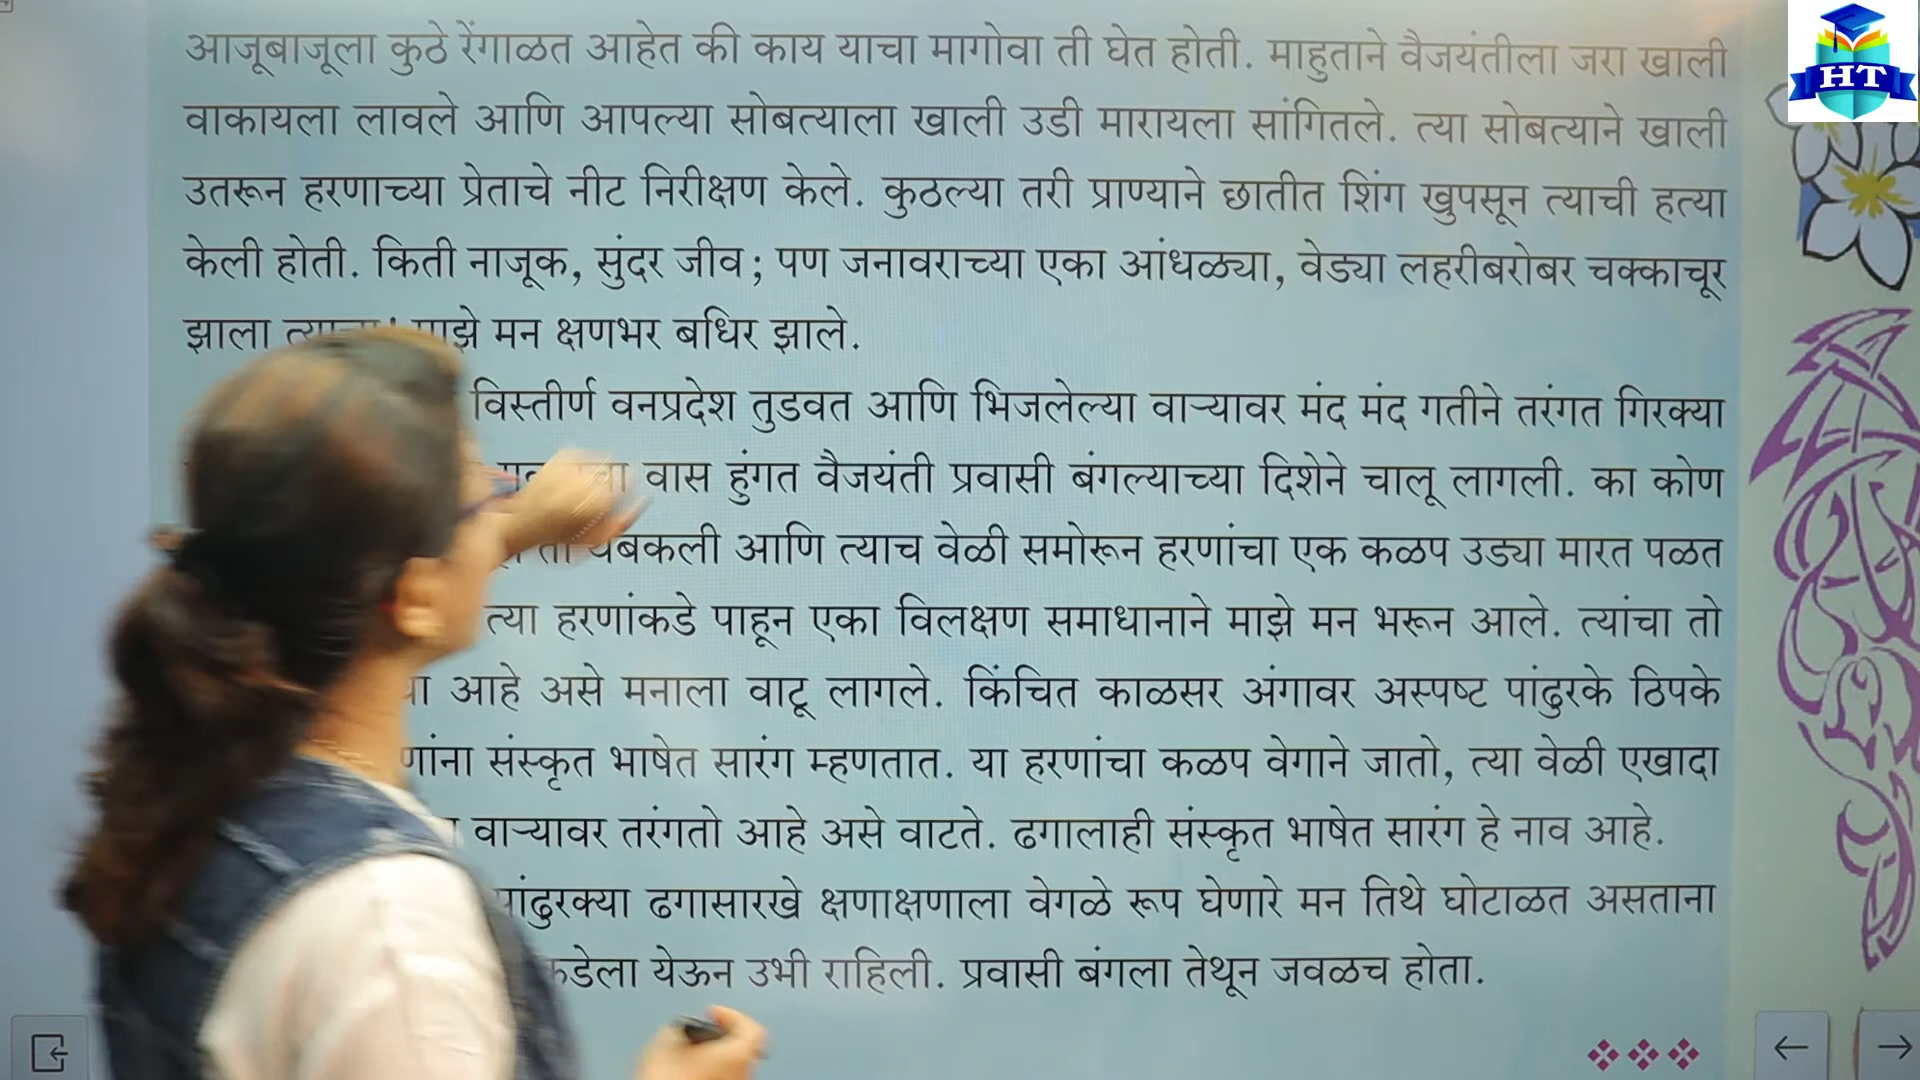 HT
आजूबाजूला कुठे रेंगाळत आहेत की काय याचा मागोवा ती घेत होती. माहुताने वैजयंतीला जरा खाली
वाकायला लावले आणि आपल्या सोबत्याला खाली उडी मारायला सांगितले. त्या सोबत्याने खाली
उतरून हरणाच्या प्रेताचे नीट निरीक्षण केले. कुठल्या तरी प्राण्याने छातीत शिंग खुपसून त्याची हत्या
केली होती. किती नाजूक, सुंदर जीव; पण जनावराच्या एका आंधळ्या, वेड्या लहरीबरोबर चक्काचूर
झाला मन क्षणभर बधिर झाले.
विस्तीर्ण वनप्रदेश तुडवत आणि भिजलेल्या वाऱ्यावर मंद मंद गतीने तरंगत गिरक्या
वास हुंगत वैजयंती प्रवासी बंगल्याच्या दिशेने चालू लागली. का कोण
आणि त्याच वेळी समोरून हरणांचा एक कळप उड्या मारत पळत
त्या हरणांकडे पाहून एका विलक्षण समाधानाने माझे मन भरून आले. त्यांचा तो
आहे असे मनाला वाटू लागले. किंचित काळसर अंगावर अस्पष्ट पांढुरके ठिपके
संस्कृत भाषेत सारंग म्हणतात. या हरणांचा कळप वेगाने जातो, त्या वेळी एखादा
वाऱ्यावर तरंगतो आहे असे वाटते. ढगालाही संस्कृत भाषेत सारंग हे नाव आहे.
ढगासारखे क्षणाक्षणाला वेगळे रूप घेणारे मन तिथे घोटाळत असताना
येऊन उभी राहिली. प्रवासी बंगला तेथून जवळच होता.